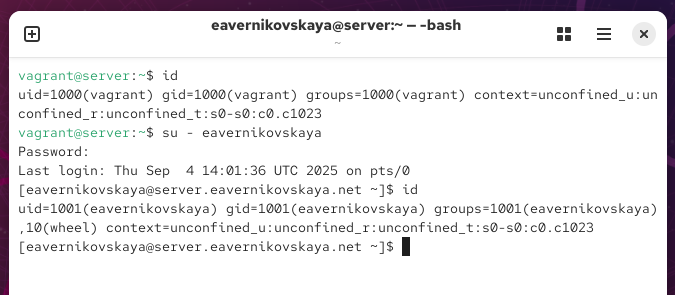 eavernikovskaya@server:~ — -bash
~
vagrant@server:~$ id
uid=1000(vagrant) gid=1000(vagrant) groups=1000(vagrant) context=unconfined_u:un
confined_r:unconfined_t:s0-s0:c0.c1023
vagrant@server:~$ su - eavernikovskaya
Password:
Last login: Thu Sep  4 14:01:36 UTC 2025 on pts/0
[eavernikovskaya@server.eavernikovskaya.net ~]$ id
uid=1001(eavernikovskaya) gid=1001(eavernikovskaya) groups=1001(eavernikovskaya)
,10(wheel) context=unconfined_u:unconfined_r:unconfined_t:s0-s0:c0.c1023
[eavernikovskaya@server.eavernikovskaya.net ~]$